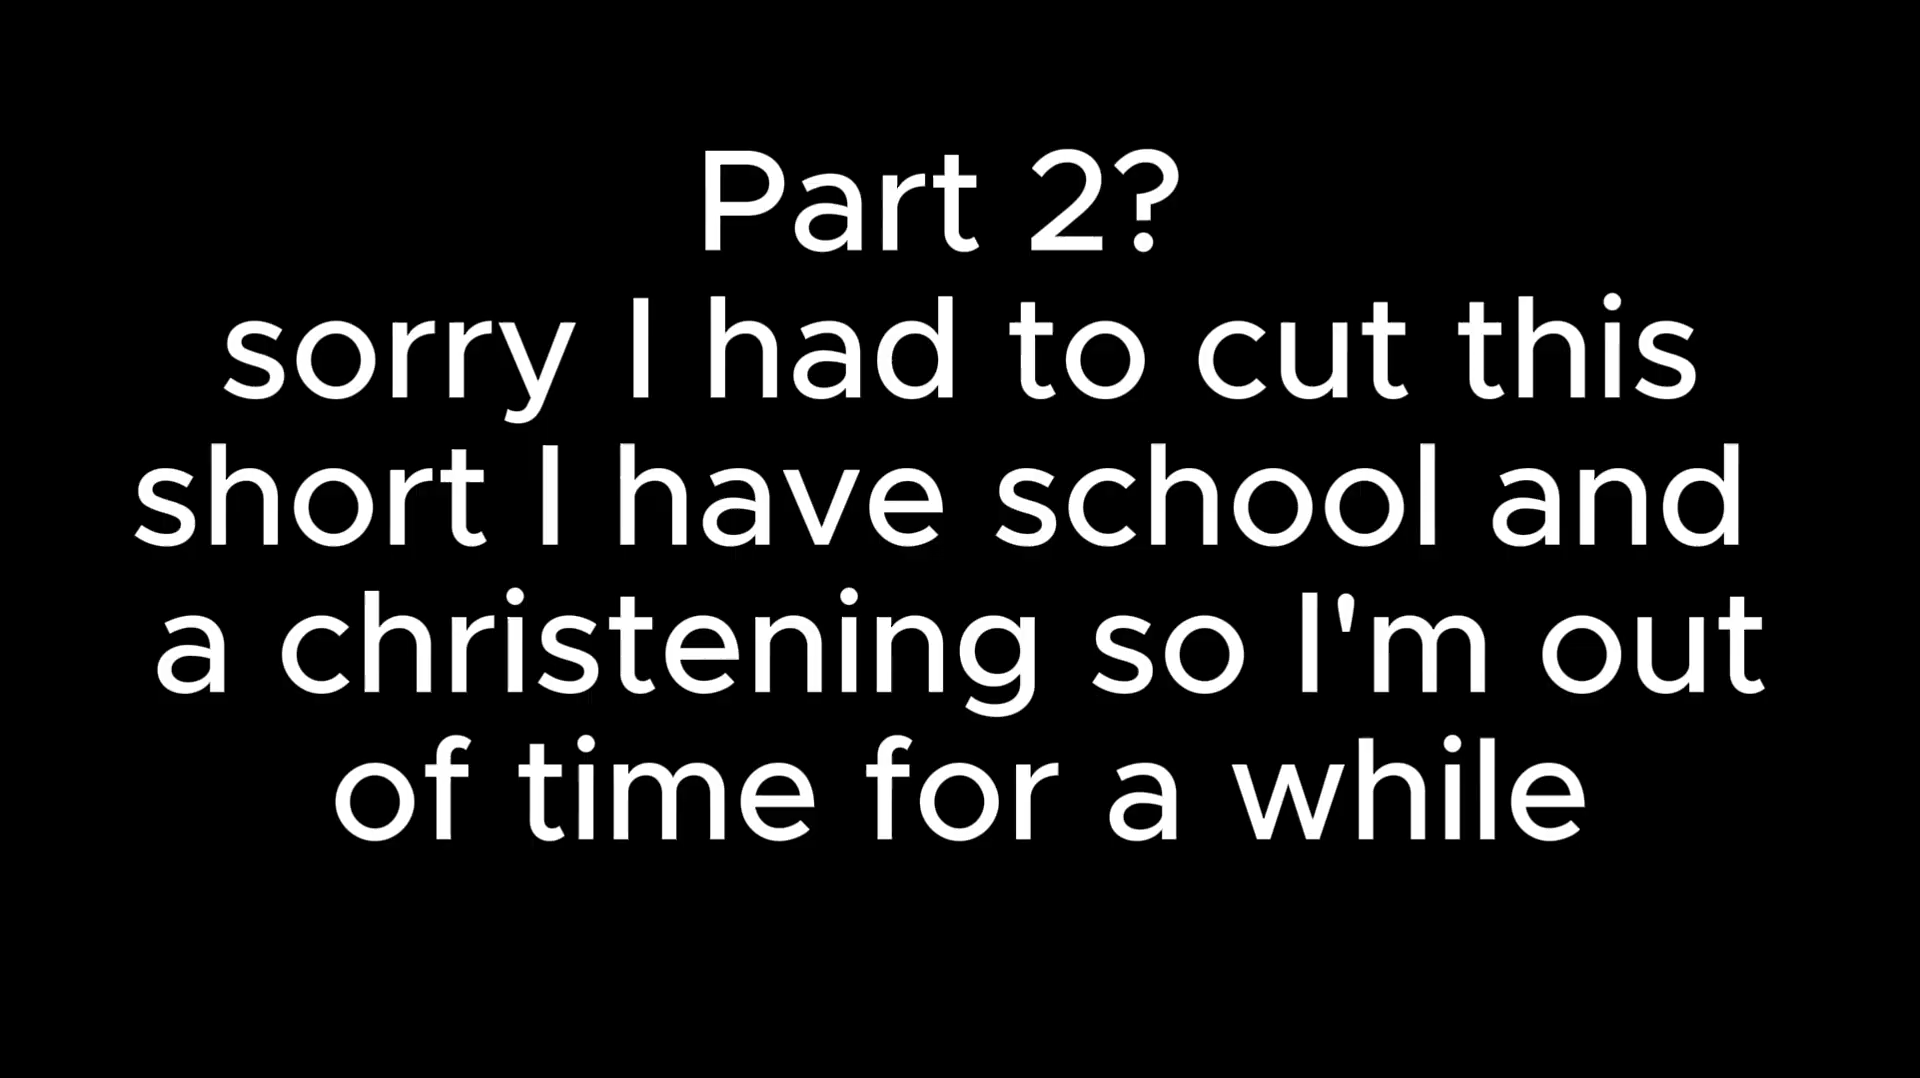 Part 2?
sorry I had to cut this
short I have school and
a christening so I'm out
of time for a while